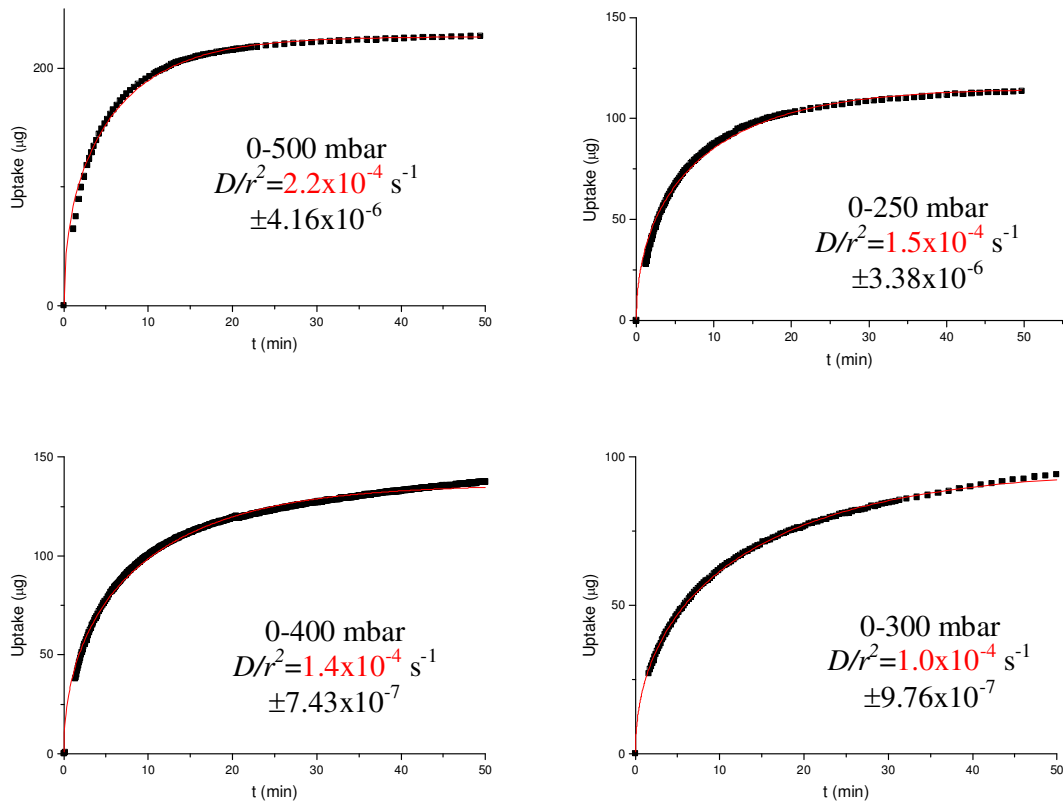 200
0
Uptake (µg)
0
10
20
30
40
50
t (min)
0-500 mbar
D/r²=2.2x10⁻⁴ s⁻¹
±4.16x10⁻⁶
150
100
50
0
Uptake (µg)
0
10
20
30
40
50
t (min)
0-250 mbar
D/r²=1.5x10⁻⁴ s⁻¹
±3.38x10⁻⁶
150
100
50
0
Uptake (µg)
0
10
20
30
40
50
t (min)
0-400 mbar
D/r²=1.4x10⁻⁴ s⁻¹
±7.43x10⁻⁷
100
50
0
Uptake (µg)
0
10
20
30
40
50
t (min)
0-300 mbar
D/r²=1.0x10⁻⁴ s⁻¹
±9.76x10⁻⁷